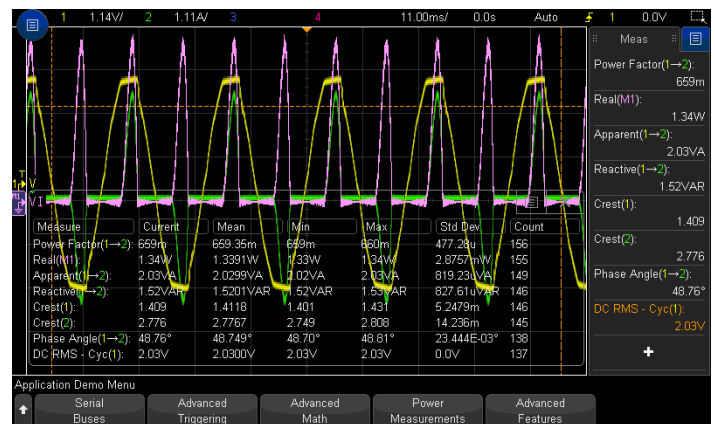 1 1.14V/ 2 1.11A/ 3 4 11.00ms/ 0.0s Auto 1 0.0V
Meas
Power Factor(1→2):
659m
Real(M1):
1.34W
Apparent(1→2):
2.03VA
Reactive(1→2):
1.52VAR
Crest(1):
1.409
Crest(2):
2.776
Phase Angle(1→2):
48.76°
DC RMS - Cyc(1):
2.03V
T
1 V
M1 VI
Measure Current Mean Min Max Std Dev Count
Power Factor(1→2): 659m 659.35m 659m 660m 477.28u 156
Real(M1): 1.34W 1.3391W 1.33W 1.34W 2.8757mW 155
Apparent(1→2): 2.03VA 2.0299VA 2.02VA 2.03VA 819.23uVA 149
Reactive(1→2): 1.52VAR 1.5201VAR 1.52VAR 1.53VAR 827.61uVAR 146
Crest(1): 1.409 1.4118 1.401 1.431 5.2479m 146
Crest(2): 2.776 2.7767 2.749 2.808 14.236m 145
Phase Angle(1→2): 48.76° 48.749° 48.70° 48.81° 23.444E-03° 138
DC RMS - Cyc(1): 2.03V 2.0300V 2.03V 2.03V 0.0V 137
Application Demo Menu
Serial Buses
Advanced Triggering
Advanced Math
Power Measurements
Advanced Features